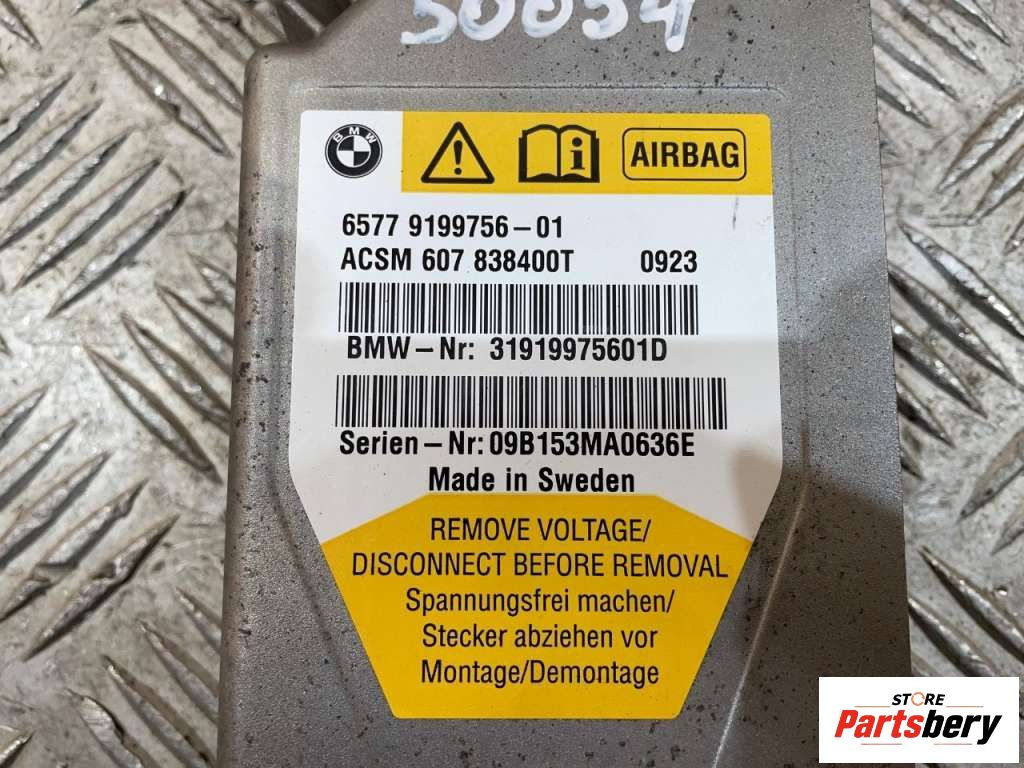 50054
BMW
AIRBAG
6577 9199756-01
ACSM 607 838400T 0923
BMW-Nr: 31919975601D
Serien-Nr: 09B153MA0636E
Made in Sweden
REMOVE VOLTAGE/
DISCONNECT BEFORE REMOVAL
Spannungsfrei machen/
Stecker abziehen vor
Montage/Demontage
STORE
Partsbery